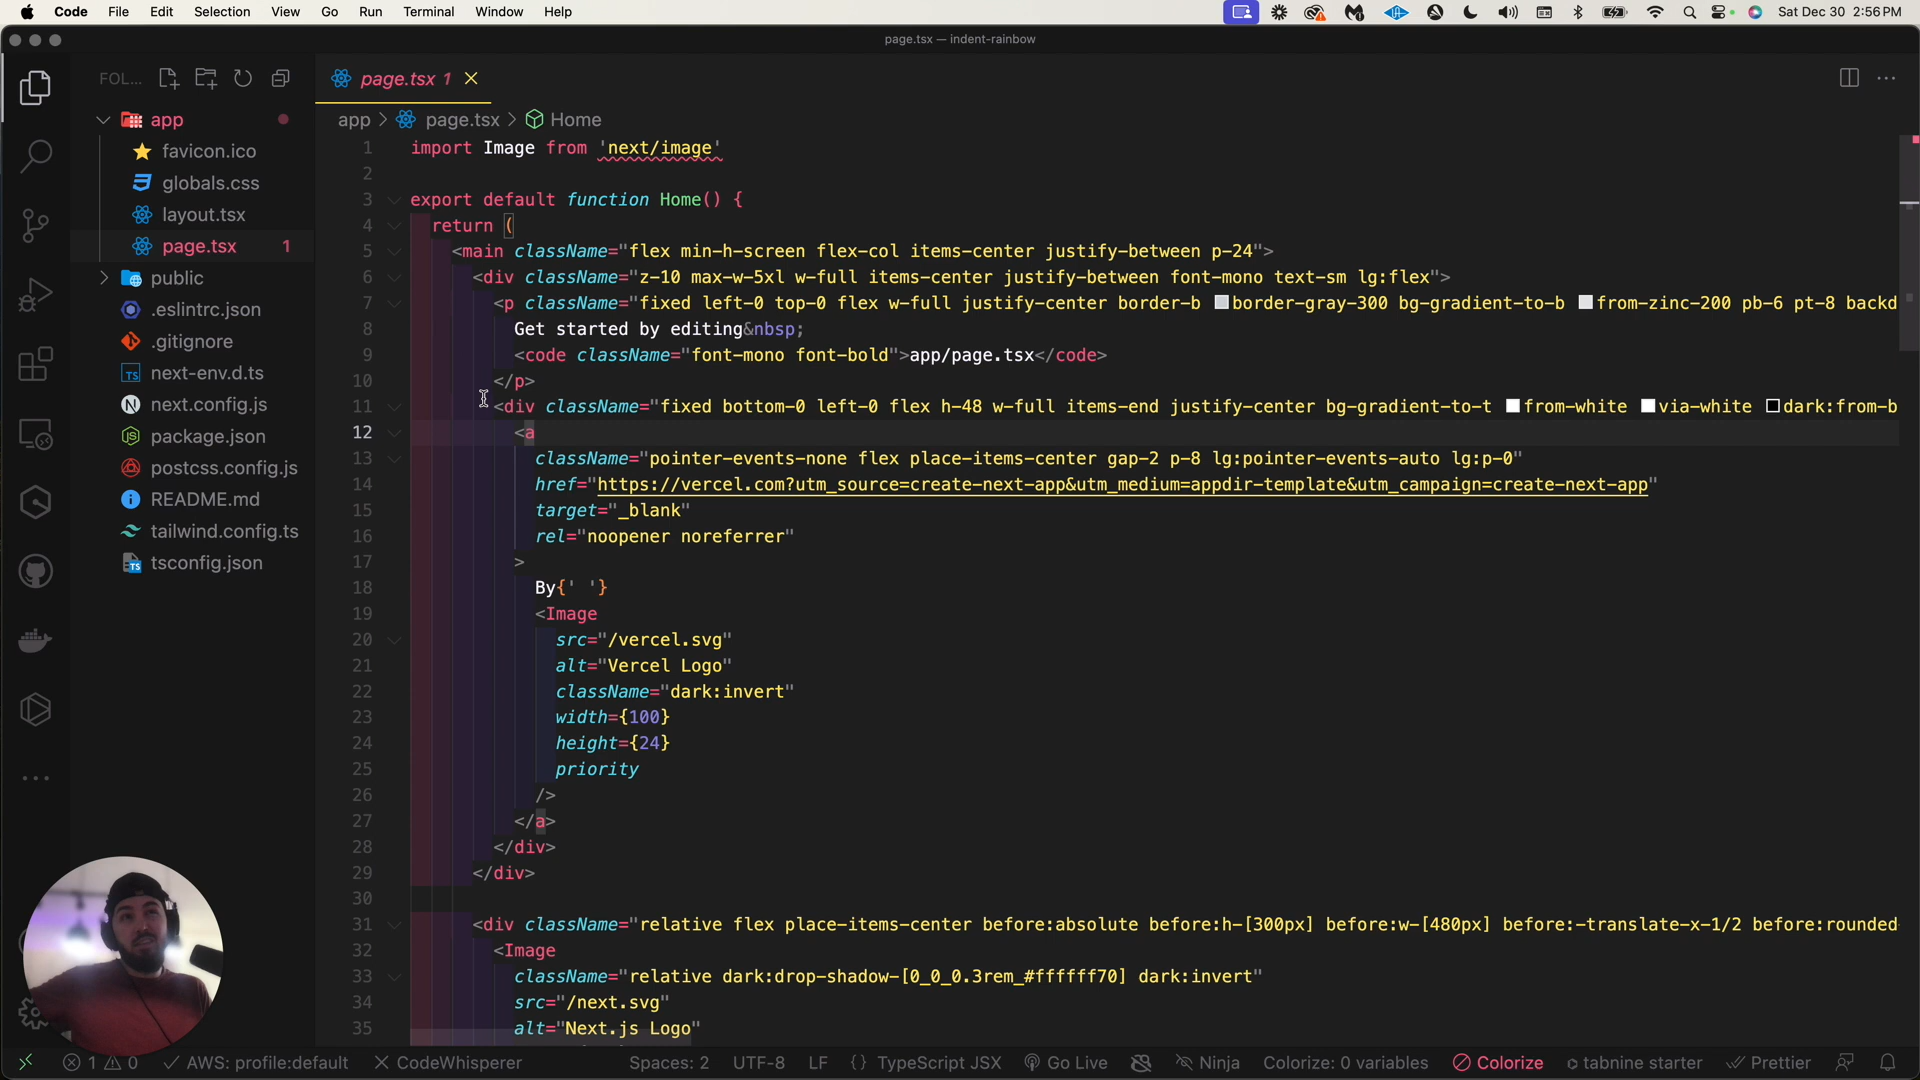 Code File Edit Selection View Go Run Terminal Window Help Sat Dec 30 2:56 PM
page.tsx — indent-rainbow
FOL...
app
favicon.ico
globals.css
layout.tsx
page.tsx 1
public
.eslintrc.json
.gitignore
next-env.d.ts
next.config.js
package.json
postcss.config.js
README.md
tailwind.config.ts
tsconfig.json
page.tsx 1
app > page.tsx > Home
1 import Image from 'next/image'
2
3 export default function Home() {
4 return (
5 <main className="flex min-h-screen flex-col items-center justify-between p-24">
6 <div className="z-10 max-w-5xl w-full items-center justify-between font-mono text-sm lg:flex">
7 <p className="fixed left-0 top-0 flex w-full justify-center border-b border-gray-300 bg-gradient-to-b from-zinc-200 pb-6 pt-8 backd
8 Get started by editing&nbsp;
9 <code className="font-mono font-bold">app/page.tsx</code>
10 </p>
11 <div className="fixed bottom-0 left-0 flex h-48 w-full items-end justify-center bg-gradient-to-t from-white via-white dark:from-b
12 <a
13 className="pointer-events-none flex place-items-center gap-2 p-8 lg:pointer-events-auto lg:p-0"
14 href="https://vercel.com?utm_source=create-next-app&utm_medium=appdir-template&utm_campaign=create-next-app"
15 target="_blank"
16 rel="noopener noreferrer"
17 >
18 By{' '}
19 <Image
20 src="/vercel.svg"
21 alt="Vercel Logo"
22 className="dark:invert"
23 width={100}
24 height={24}
25 priority
26 />
27 </a>
28 </div>
29 </div>
30
31 <div className="relative flex place-items-center before:absolute before:h-[300px] before:w-[480px] before:-translate-x-1/2 before:rounded-
32 <Image
33 className="relative dark:drop-shadow-[0_0_0.3rem_#ffffff70] dark:invert"
34 src="/next.svg"
35 alt="Next.js Logo"
1 0 AWS: profile:default CodeWhisperer Spaces: 2 UTF-8 LF {} TypeScript JSX Go Live Ninja Colorize: 0 variables Colorize tabnine starter Prettier